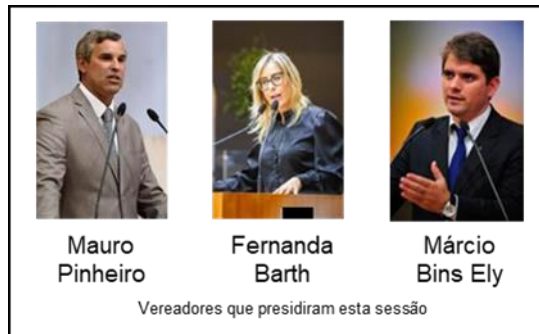 Mauro
Pinheiro
Fernanda
Barth
Márcio
Bins Ely
Vereadores que presidiram esta sessão